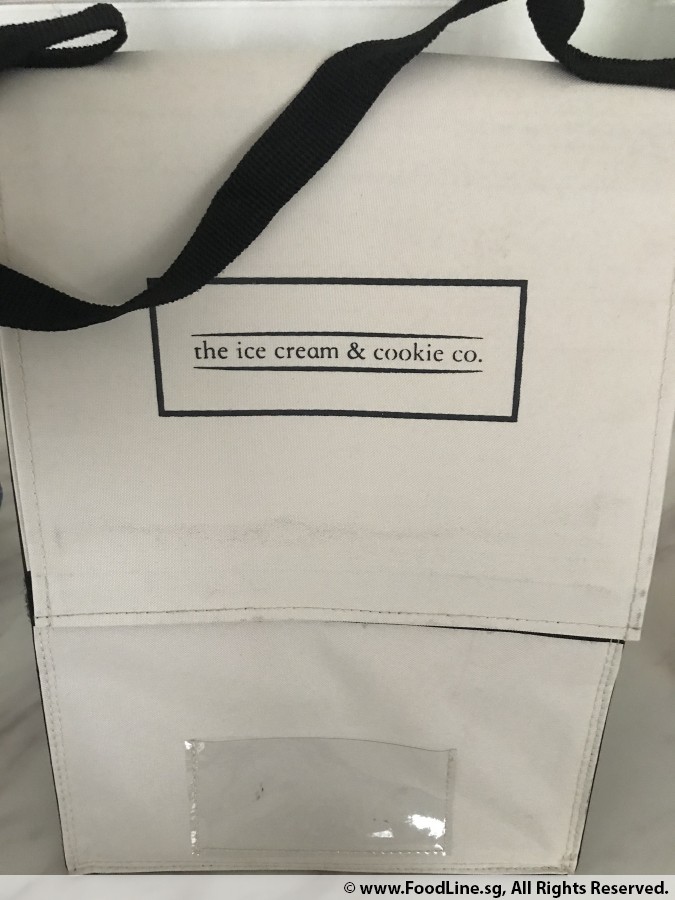 the ice cream & cookie co.
© www.FoodLine.sg, All Rights Reserved.